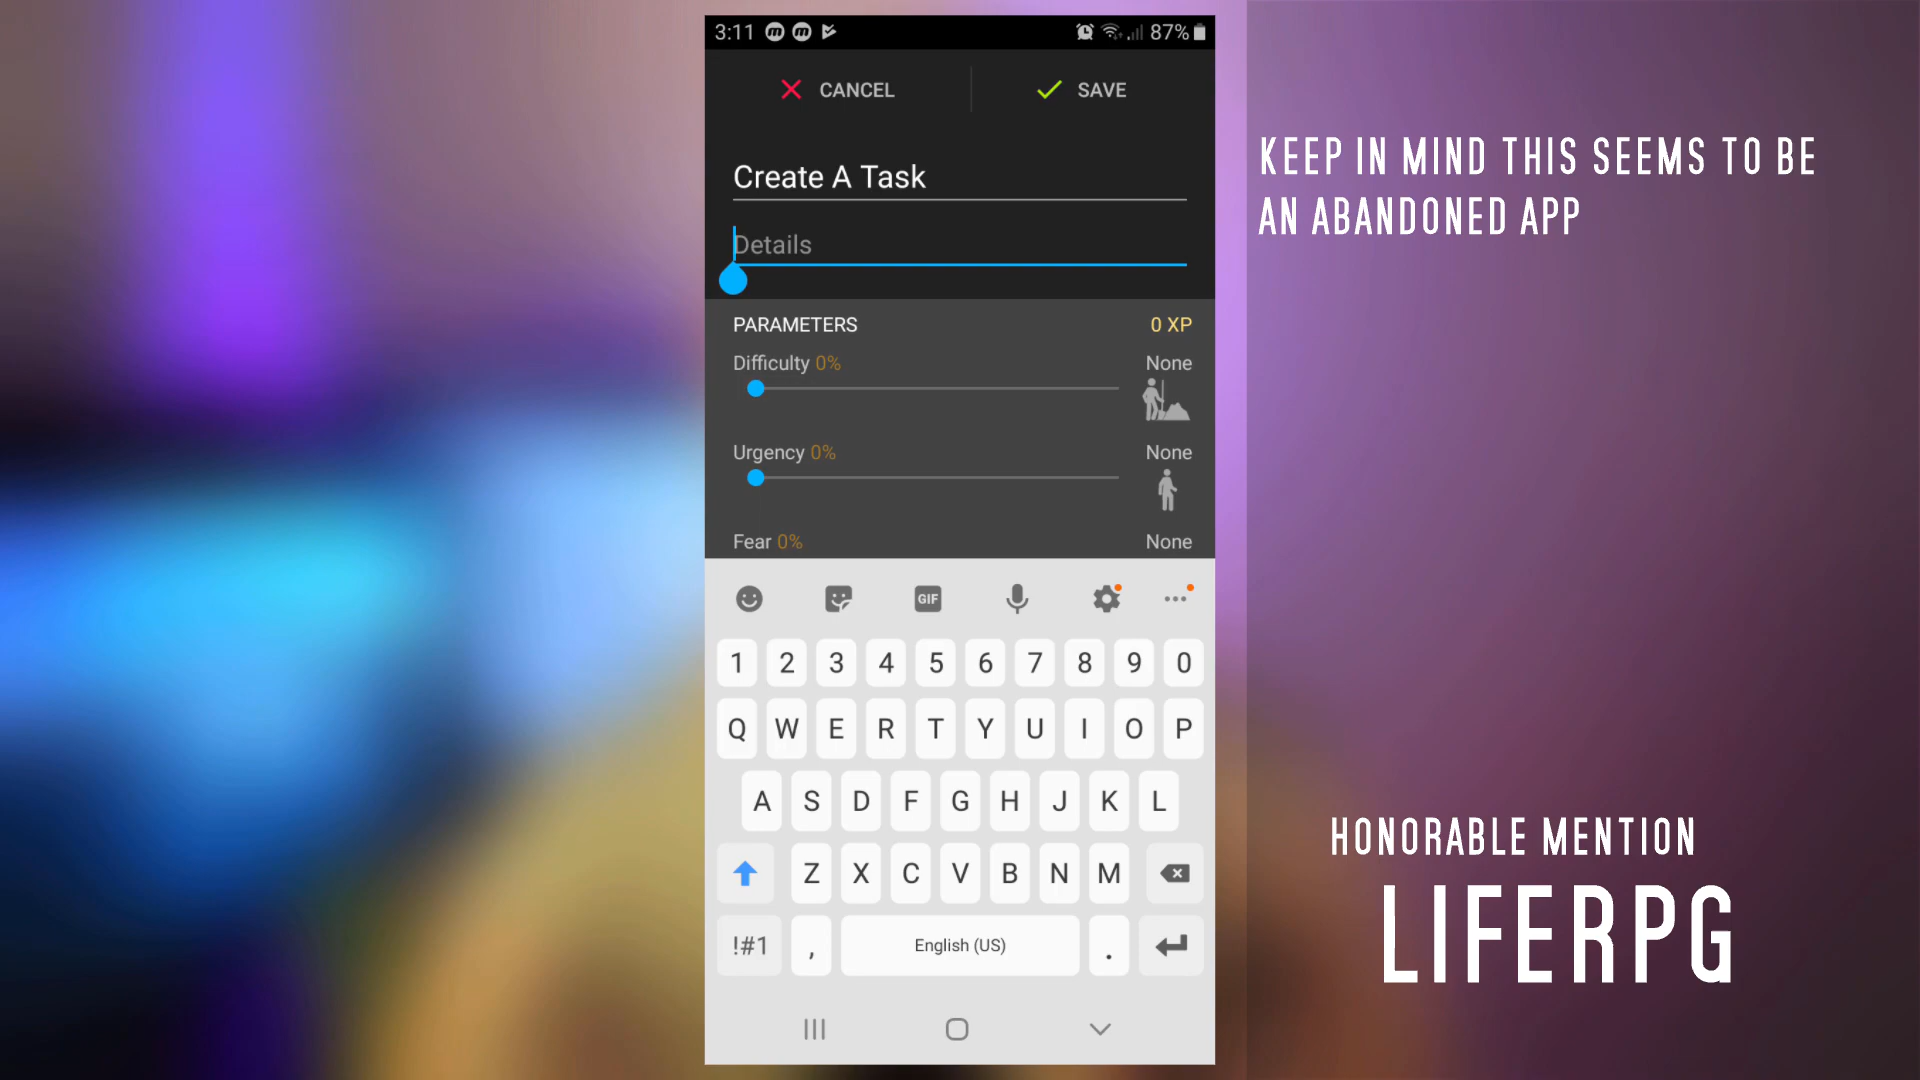 3:11 87%
CANCEL SAVE
Create A Task
Details
PARAMETERS 0 XP
Difficulty 0% None
Urgency 0% None
Fear 0% None
GIF
1 2 3 4 5 6 7 8 9 0
Q W E R T Y U I O P
A S D F G H J K L
Z X C V B N M
!#1 , English (US) .
KEEP IN MIND THIS SEEMS TO BE
AN ABANDONED APP
HONORABLE MENTION
LIFERPG